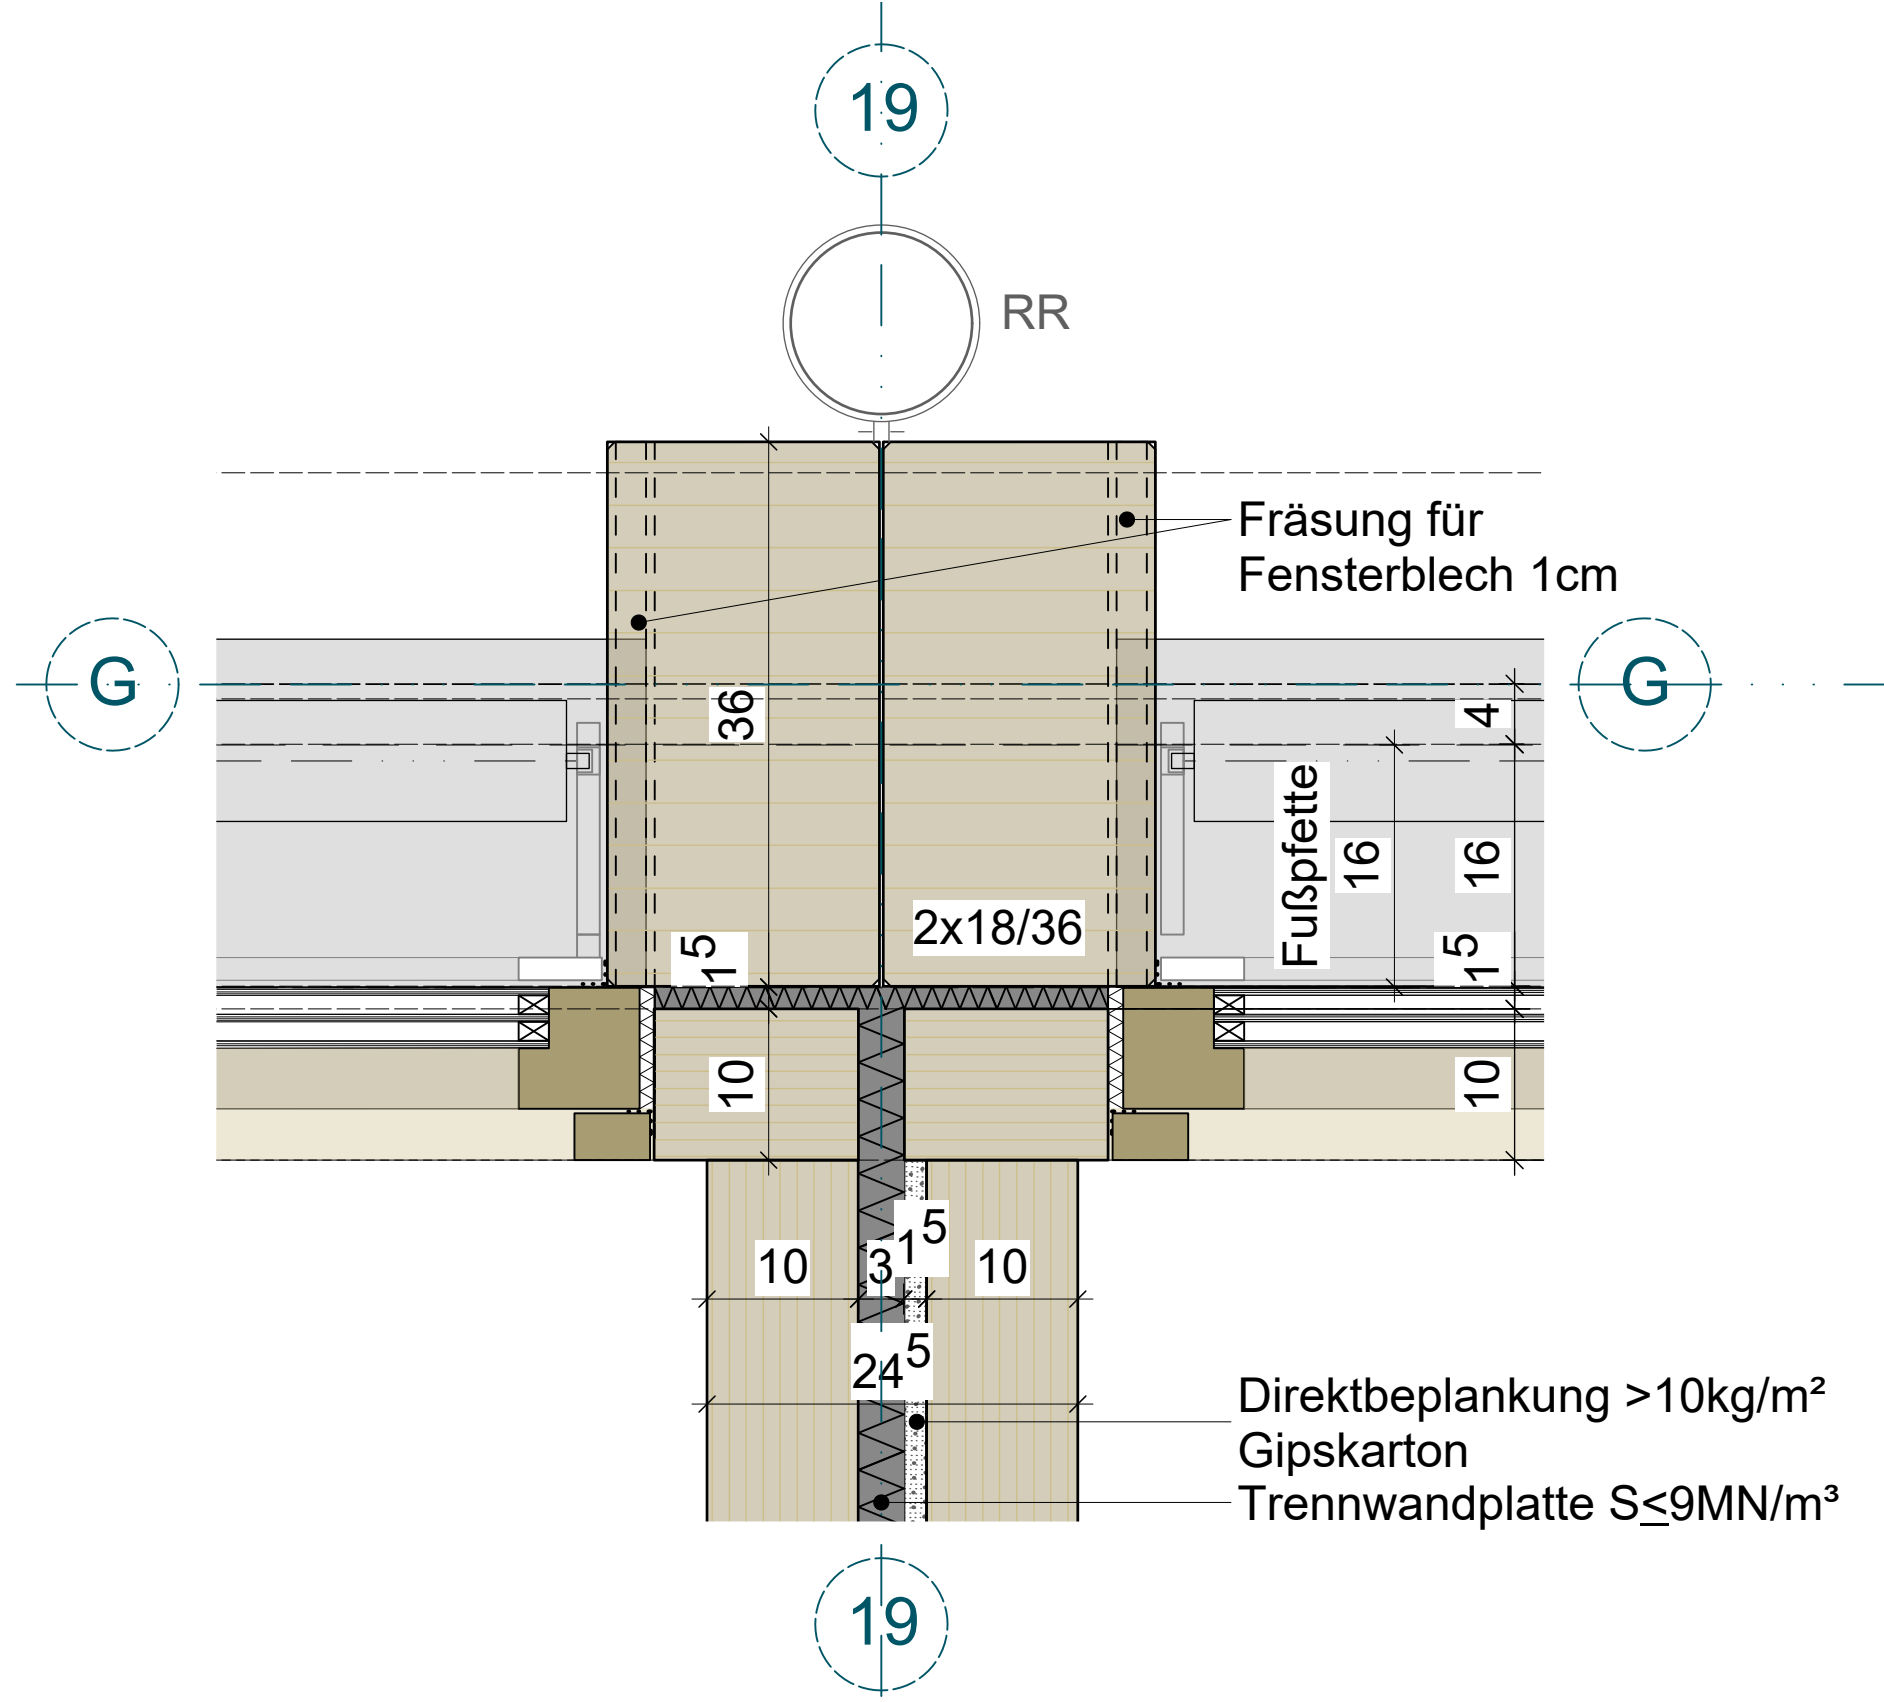 19
RR
Fräsung für
Fensterblech 1cm
G
G
36
4
Fußpfette
16
16
2x18/36
1⁵
1⁵
10
10
10
3
1⁵
10
24⁵
Direktbeplankung >10kg/m²
Gipskarton
Trennwandplatte S≤9MN/m³
19